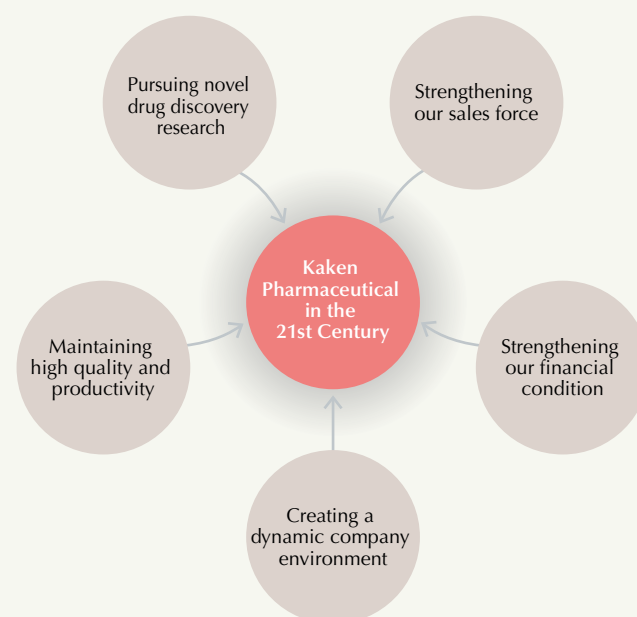 Pursuing novel
drug discovery
research
Strengthening
our sales force
Kaken
Pharmaceutical
in the
21st Century
Maintaining
high quality and
productivity
Strengthening
our financial
condition
Creating a
dynamic company
environment